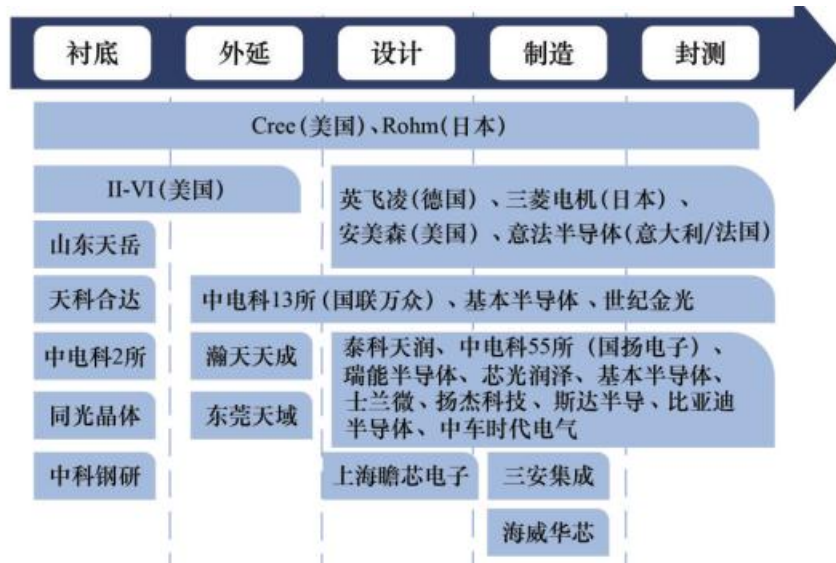 衬底
外延
设计
制造
封测
Cree(美国)、Rohm(日本)
II-VI(美国)
英飞凌(德国)、三菱电机(日本)、
安美森(美国)、意法半导体(意大利/法国)
山东天岳
天科合达
中电科13所(国联万众)、基本半导体、世纪金光
中电科2所
瀚天天成
泰科天润、中电科55所（国扬电子）、
瑞能半导体、芯光润泽、基本半导体、
士兰微、扬杰科技、斯达半导、比亚迪
半导体、中车时代电气
同光晶体
东莞天域
中科钢研
上海瞻芯电子
三安集成
海威华芯